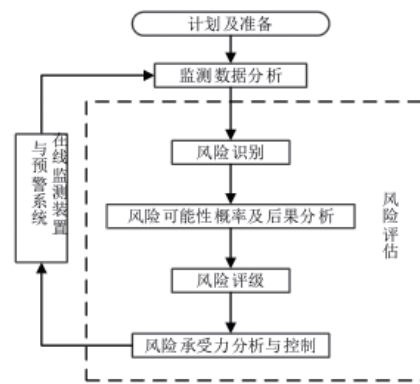 计划及准备
监测数据分析
在线监测装置
与预警系统
风险识别
风险可能性概率及后果分析
风险评估
风险评级
风险承受力分析与控制